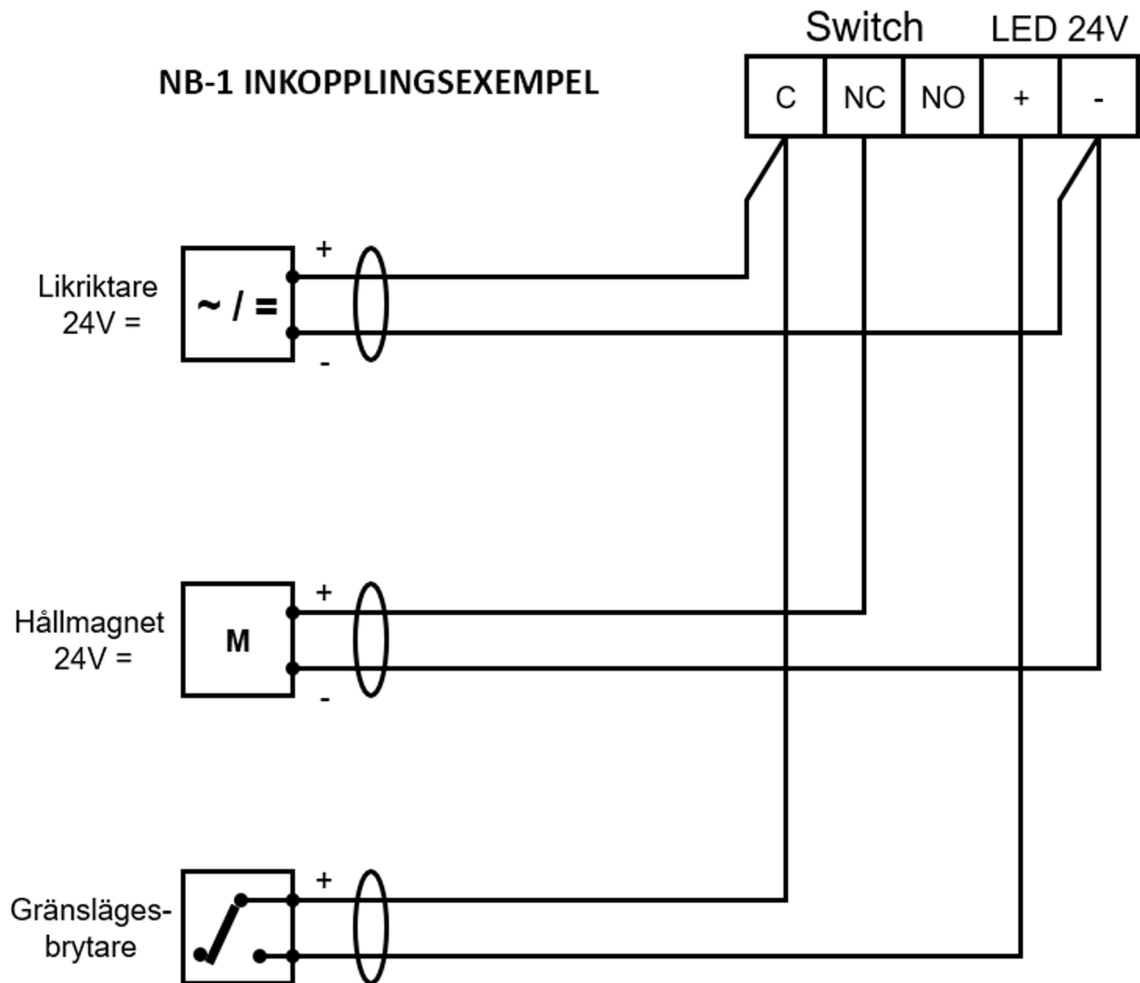 Switch LED 24V
NB-1 INKOPPLINGSEXEMPEL
C NC NO + -
+
Likriktare
24V =
~ / =
-
+
Hållmagnet
24V =
M
-
+
Gränsläges-
brytare